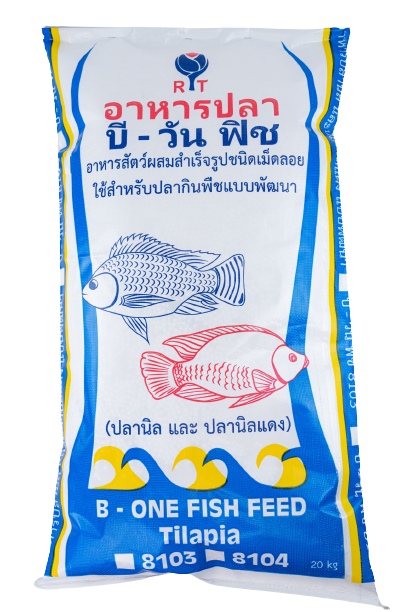 RT
อาหารปลา
บี - วัน ฟิช
อาหารสัตว์ผสมสำเร็จรูปชนิดเม็ดลอย
ใช้สำหรับปลากินพืชแบบพัฒนา
(ปลานิล และ ปลานิลแดง)
B - ONE FISH FEED
Tilapia
8103 8104
20 kg